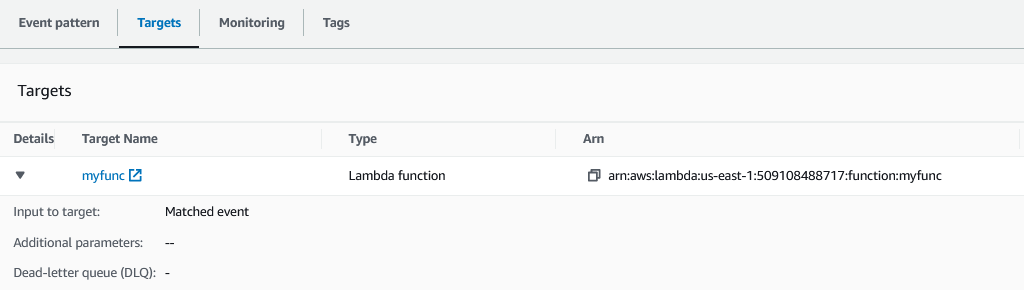 Event pattern Targets Monitoring Tags
Targets
Details Target Name Type Arn
myfunc Lambda function arn:aws:lambda:us-east-1:509108488717:function:myfunc
Input to target: Matched event
Additional parameters: --
Dead-letter queue (DLQ): -